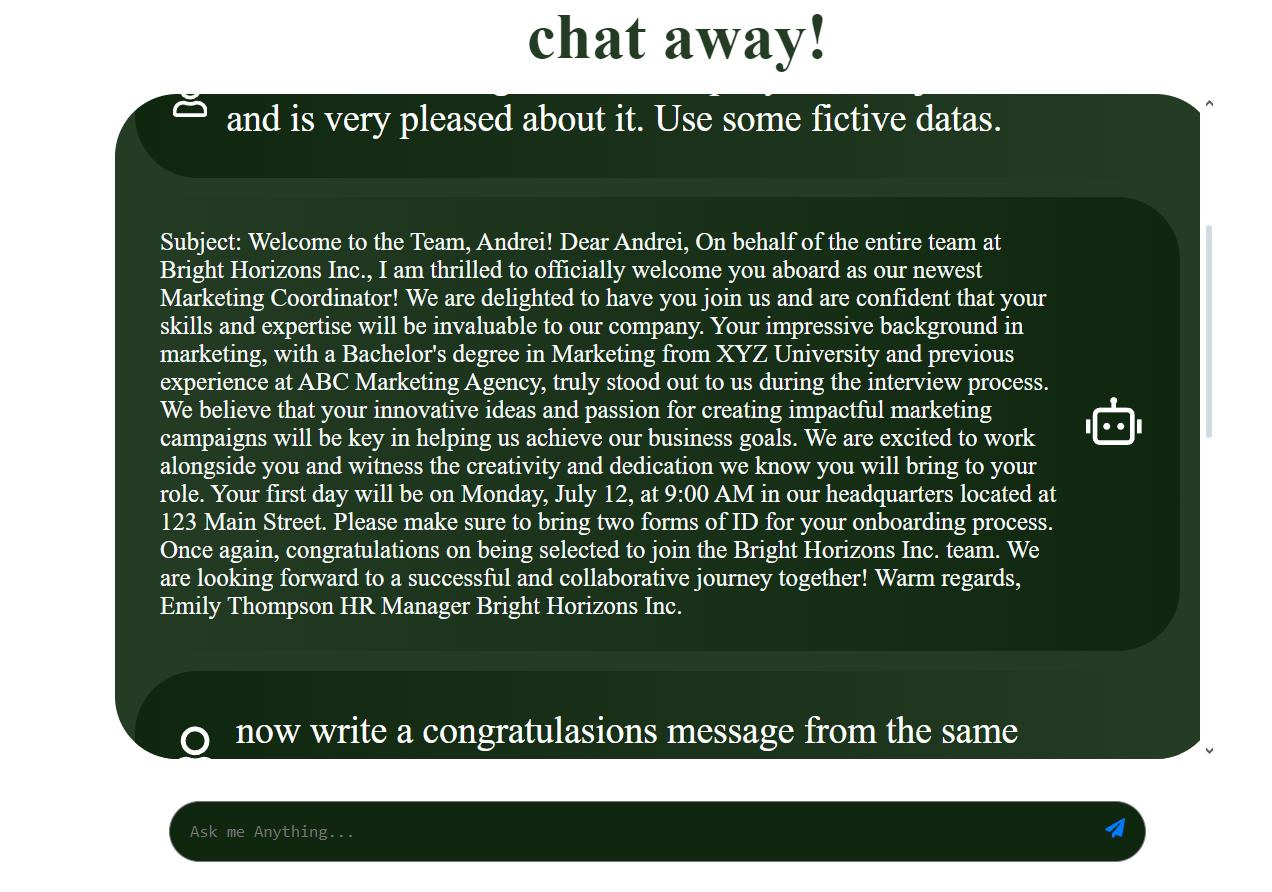 chat away!
and is very pleased about it. Use some fictive datas.
Subject: Welcome to the Team, Andrei! Dear Andrei, On behalf of the entire team at
Bright Horizons Inc., I am thrilled to officially welcome you aboard as our newest
Marketing Coordinator! We are delighted to have you join us and are confident that your
skills and expertise will be invaluable to our company. Your impressive background in
marketing, with a Bachelor's degree in Marketing from XYZ University and previous
experience at ABC Marketing Agency, truly stood out to us during the interview process.
We believe that your innovative ideas and passion for creating impactful marketing
campaigns will be key in helping us achieve our business goals. We are excited to work
alongside you and witness the creativity and dedication we know you will bring to your
role. Your first day will be on Monday, July 12, at 9:00 AM in our headquarters located at
123 Main Street. Please make sure to bring two forms of ID for your onboarding process.
Once again, congratulations on being selected to join the Bright Horizons Inc. team. We
are looking forward to a successful and collaborative journey together! Warm regards,
Emily Thompson HR Manager Bright Horizons Inc.
now write a congratulasions message from the same
Ask me Anything...